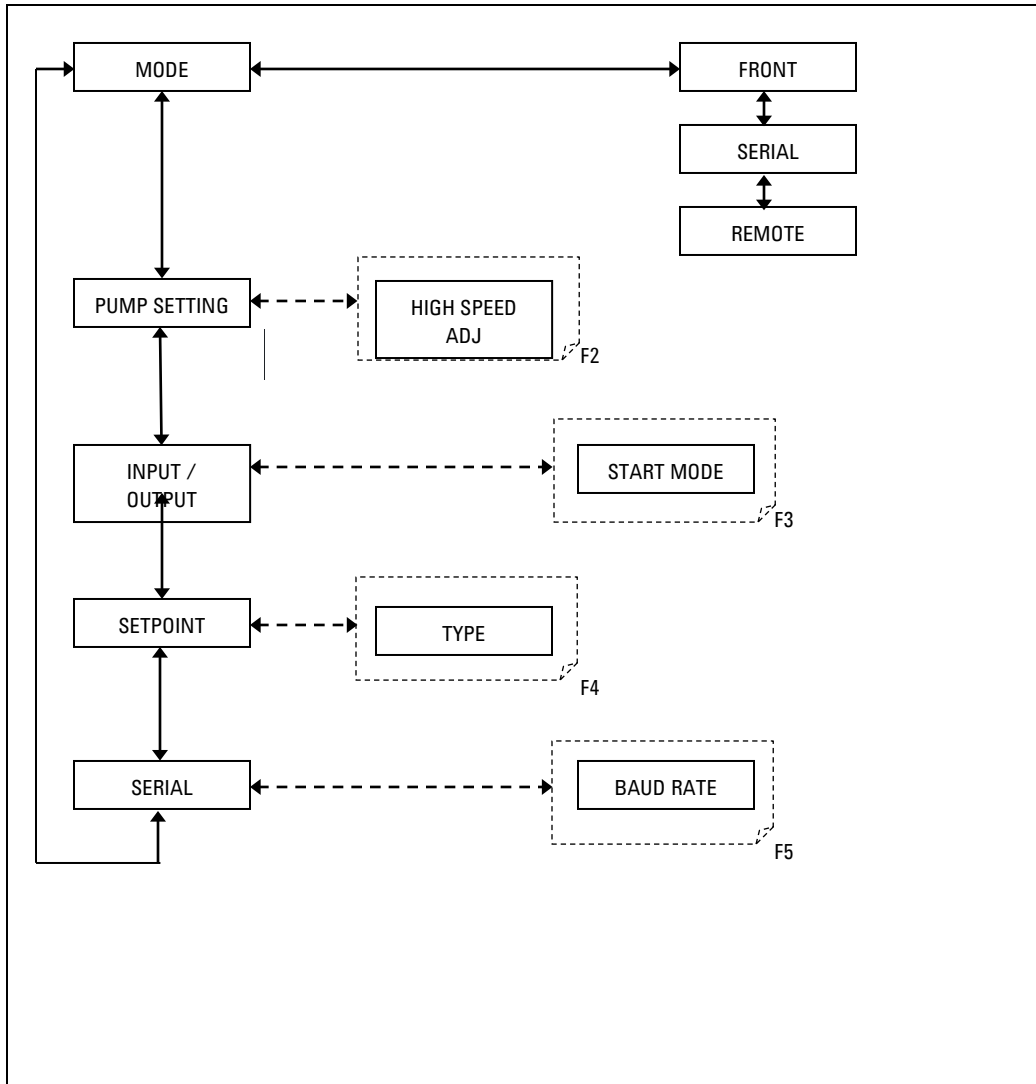 MODE
FRONT
SERIAL
REMOTE
PUMP SETTING
HIGH SPEED
ADJ
F2
INPUT /
OUTPUT
START MODE
F3
SETPOINT
TYPE
F4
SERIAL
BAUD RATE
F5